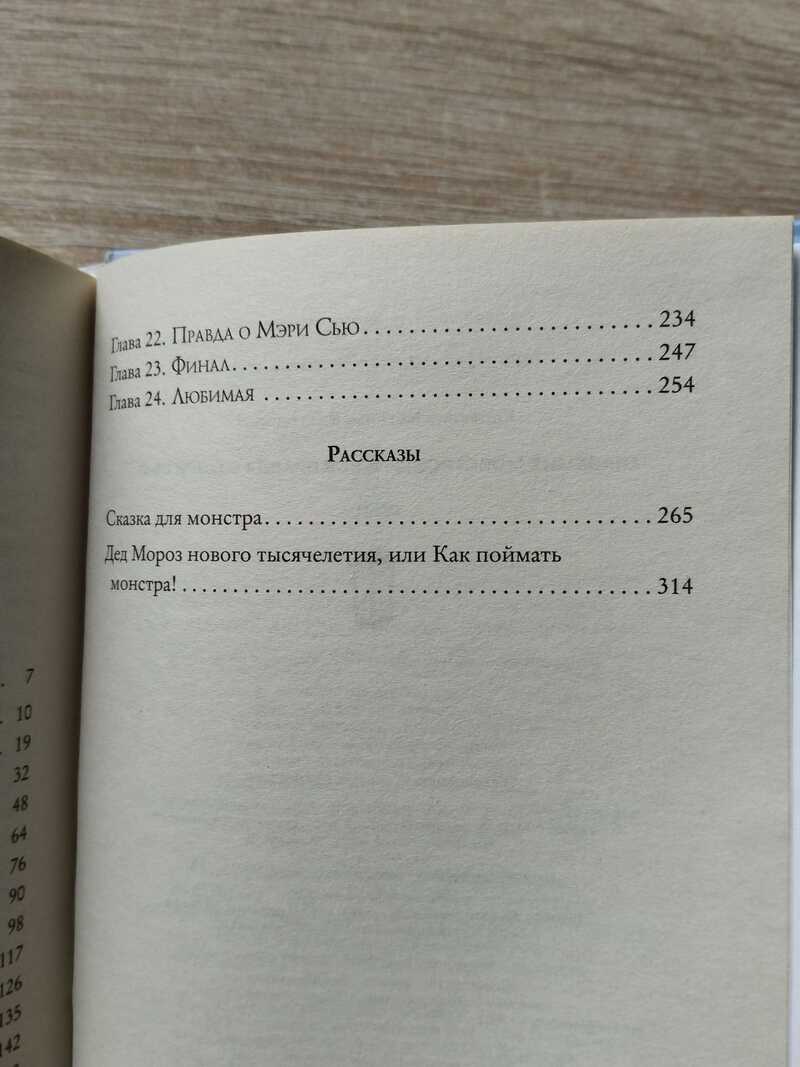 . 7
. 10
. 19
32
48
64
76
90
98
117
126
135
142
Глава 22. Правда о Мэри Сью.......................... 234
Глава 23. Финал.......................................... 247
Глава 24. Любимая ...................................... 254
Рассказы
Сказка для монстра...................................... 265
Дед Мороз нового тысячелетия, или Как поймать
монстра!................................................ 314